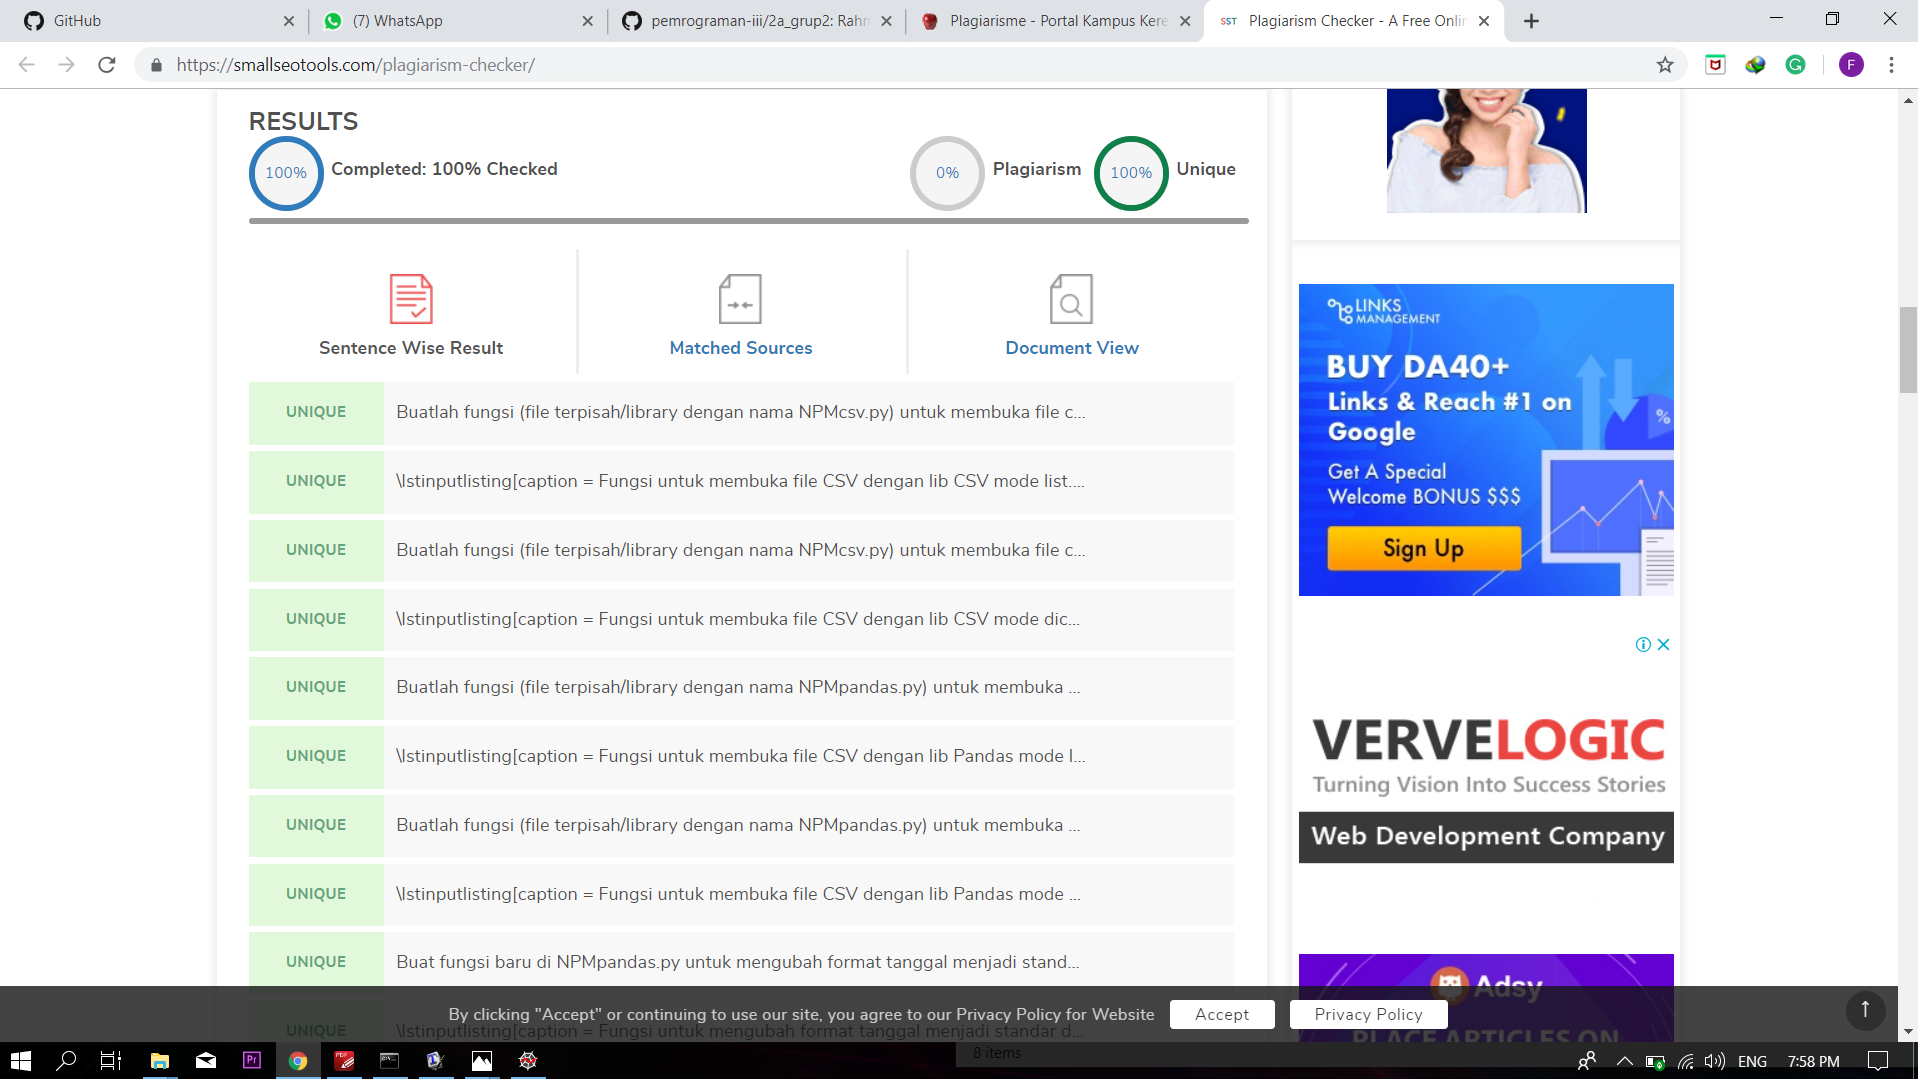 GitHub
(7) WhatsApp
pemrograman-iii/2a_grup2: Rahm
Plagiarisme - Portal Kampus Kere
SST
Plagiarism Checker - A Free Onlin
https://smallseotools.com/plagiarism-checker/
F
RESULTS
100%
Completed: 100% Checked
0%
Plagiarism
100%
Unique
Sentence Wise Result
Matched Sources
Document View
UNIQUE
Buatlah fungsi (file terpisah/library dengan nama NPMcsv.py) untuk membuka file c...
UNIQUE
\lstinputlisting[caption = Fungsi untuk membuka file CSV dengan lib CSV mode list....
UNIQUE
Buatlah fungsi (file terpisah/library dengan nama NPMcsv.py) untuk membuka file c...
UNIQUE
\lstinputlisting[caption = Fungsi untuk membuka file CSV dengan lib CSV mode dic...
UNIQUE
Buatlah fungsi (file terpisah/library dengan nama NPMpandas.py) untuk membuka ...
UNIQUE
\lstinputlisting[caption = Fungsi untuk membuka file CSV dengan lib Pandas mode l...
UNIQUE
Buatlah fungsi (file terpisah/library dengan nama NPMpandas.py) untuk membuka ...
UNIQUE
\lstinputlisting[caption = Fungsi untuk membuka file CSV dengan lib Pandas mode ...
UNIQUE
Buat fungsi baru di NPMpandas.py untuk mengubah format tanggal menjadi stand...
UNIQUE
\lstinputlisting[caption = Fungsi untuk mengubah format tanggal menjadi standar d...
LINKS
MANAGEMENT
BUY DA40+
Links & Reach #1 on
Google
Get A Special
Welcome BONUS $$$
%
Sign Up
VERVELOGIC
Turning Vision Into Success Stories
Web Development Company
Adsy
PLACE ARTICLES ON
By clicking "Accept" or continuing to use our site, you agree to our Privacy Policy for Website
Accept
Privacy Policy
8 items
Pr
PDF
ENG
7:58 PM